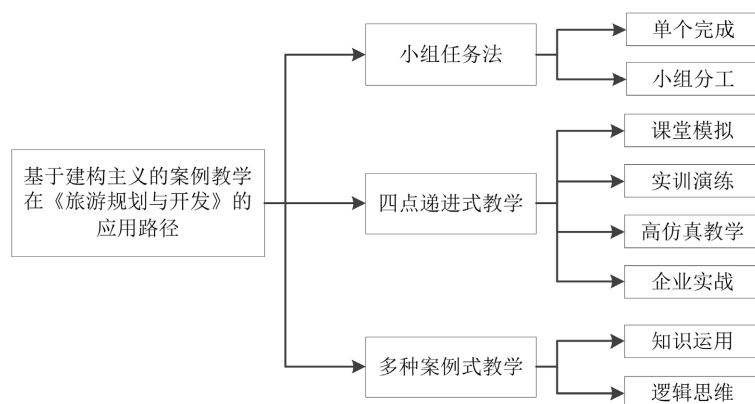 基于建构主义的案例教学
在《旅游规划与开发》的
应用路径
小组任务法
单个完成
小组分工
四点递进式教学
课堂模拟
实训演练
高仿真教学
企业实战
多种案例式教学
知识运用
逻辑思维